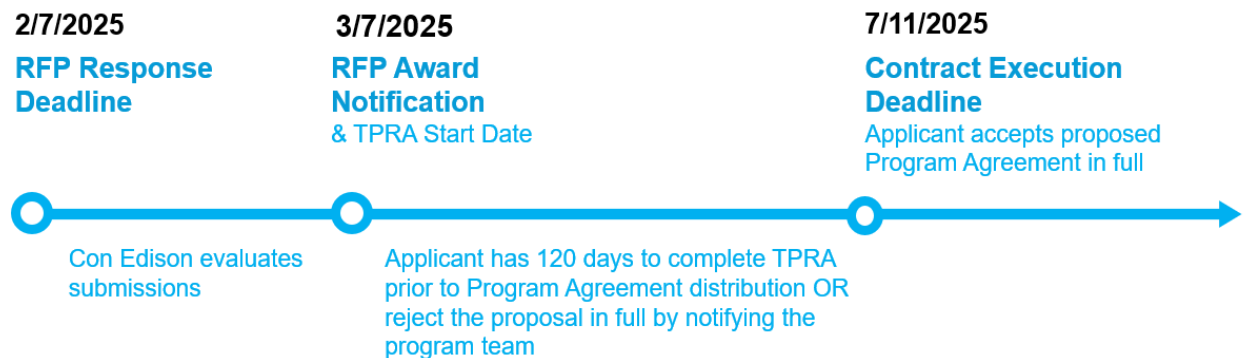 2/7/2025
RFP Response
Deadline
3/7/2025
RFP Award
Notification
& TPRA Start Date
7/11/2025
Contract Execution
Deadline
Applicant accepts proposed
Program Agreement in full
Con Edison evaluates
submissions
Applicant has 120 days to complete TPRA
prior to Program Agreement distribution OR
reject the proposal in full by notifying the
program team